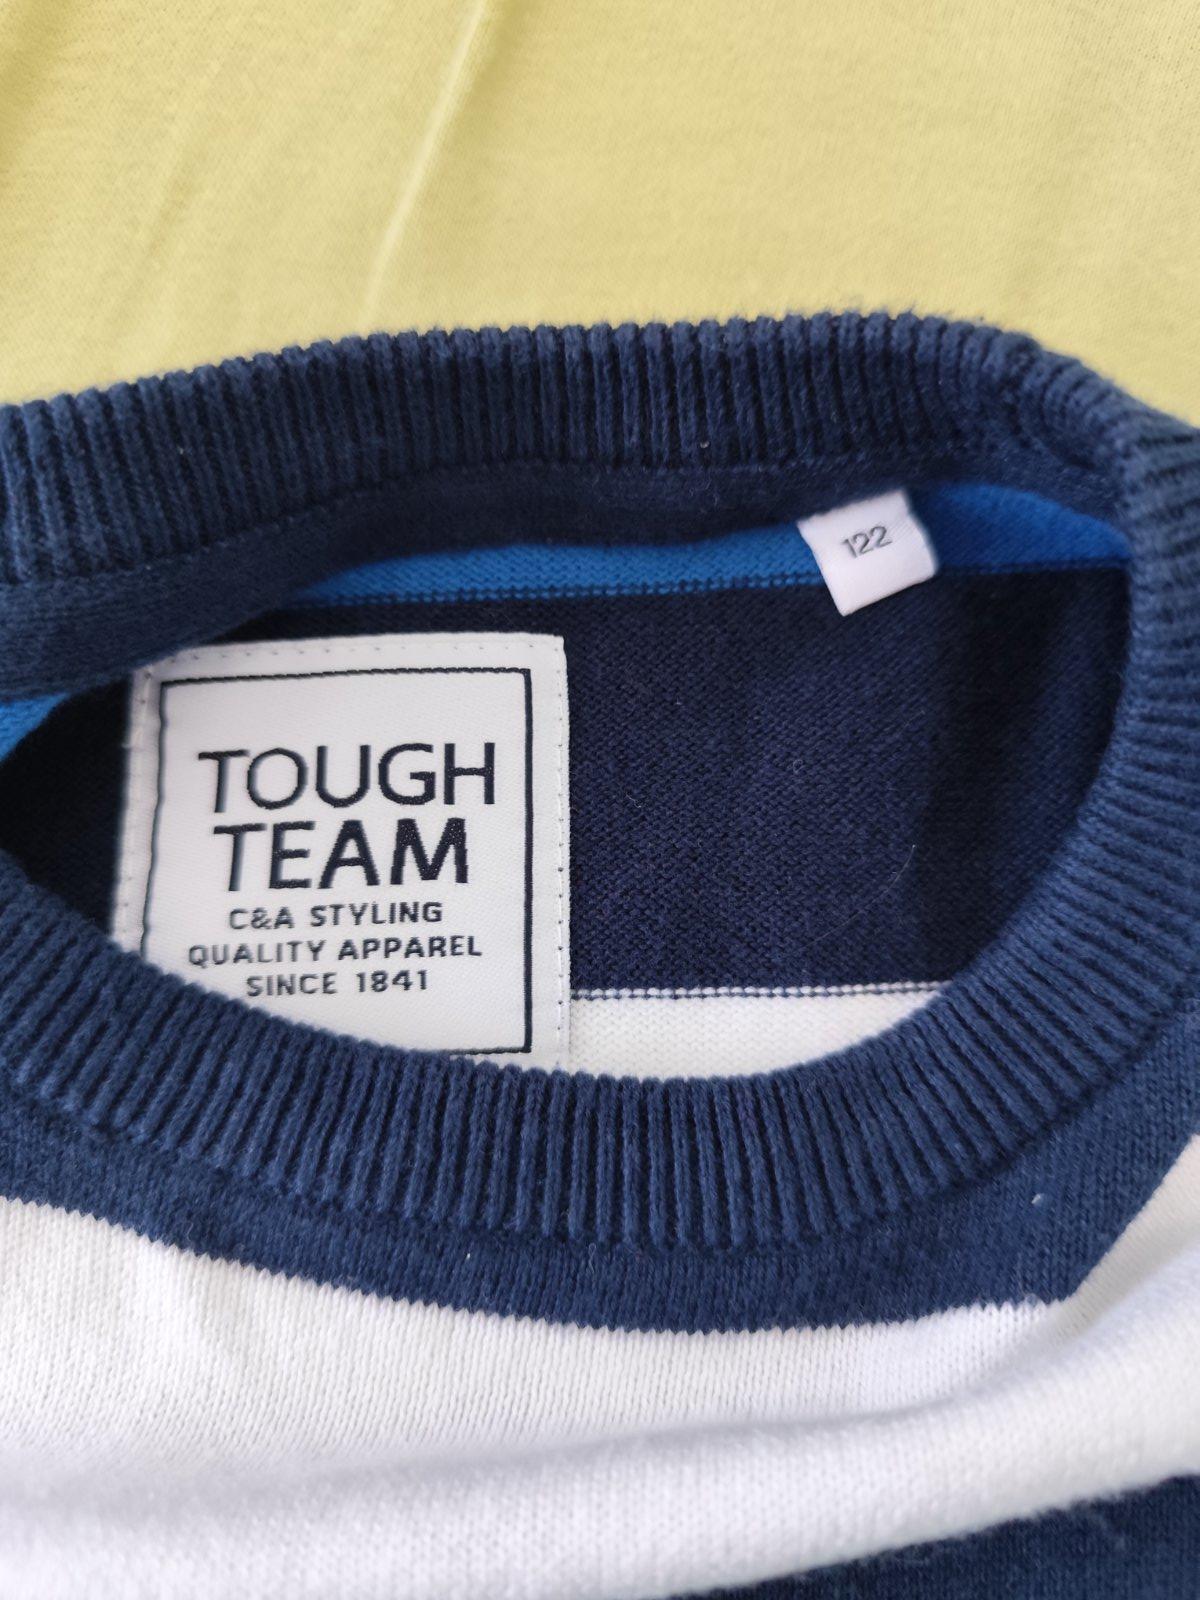 122
TOUGH
TEAM
C&A STYLING
QUALITY APPAREL
SINCE 1841